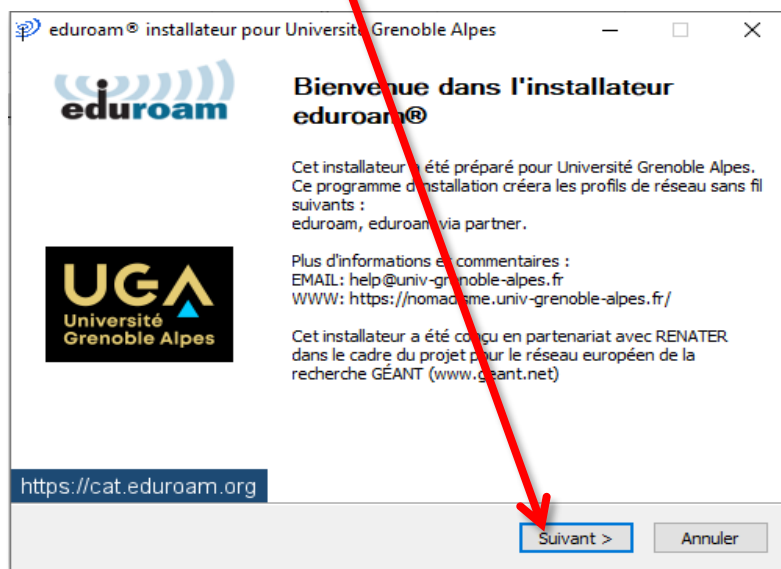 eduroam® installateur pour Université Grenoble Alpes
eduroam
Bienvenue dans l'installateur
eduroam®
Cet installateur a été préparé pour Université Grenoble Alpes.
Ce programme d'installation créera les profils de réseau sans fil
suivants :
eduroam, eduroam via partner.
Plus d'informations et commentaires :
EMAIL: help@univ-grenoble-alpes.fr
WWW: https://nomadisme.univ-grenoble-alpes.fr/
UGA
Université
Grenoble Alpes
Cet installateur a été conçu en partenariat avec RENATER
dans le cadre du projet pour le réseau européen de la
recherche GÉANT (www.geant.net)
https://cat.eduroam.org
Suivant >
Annuler